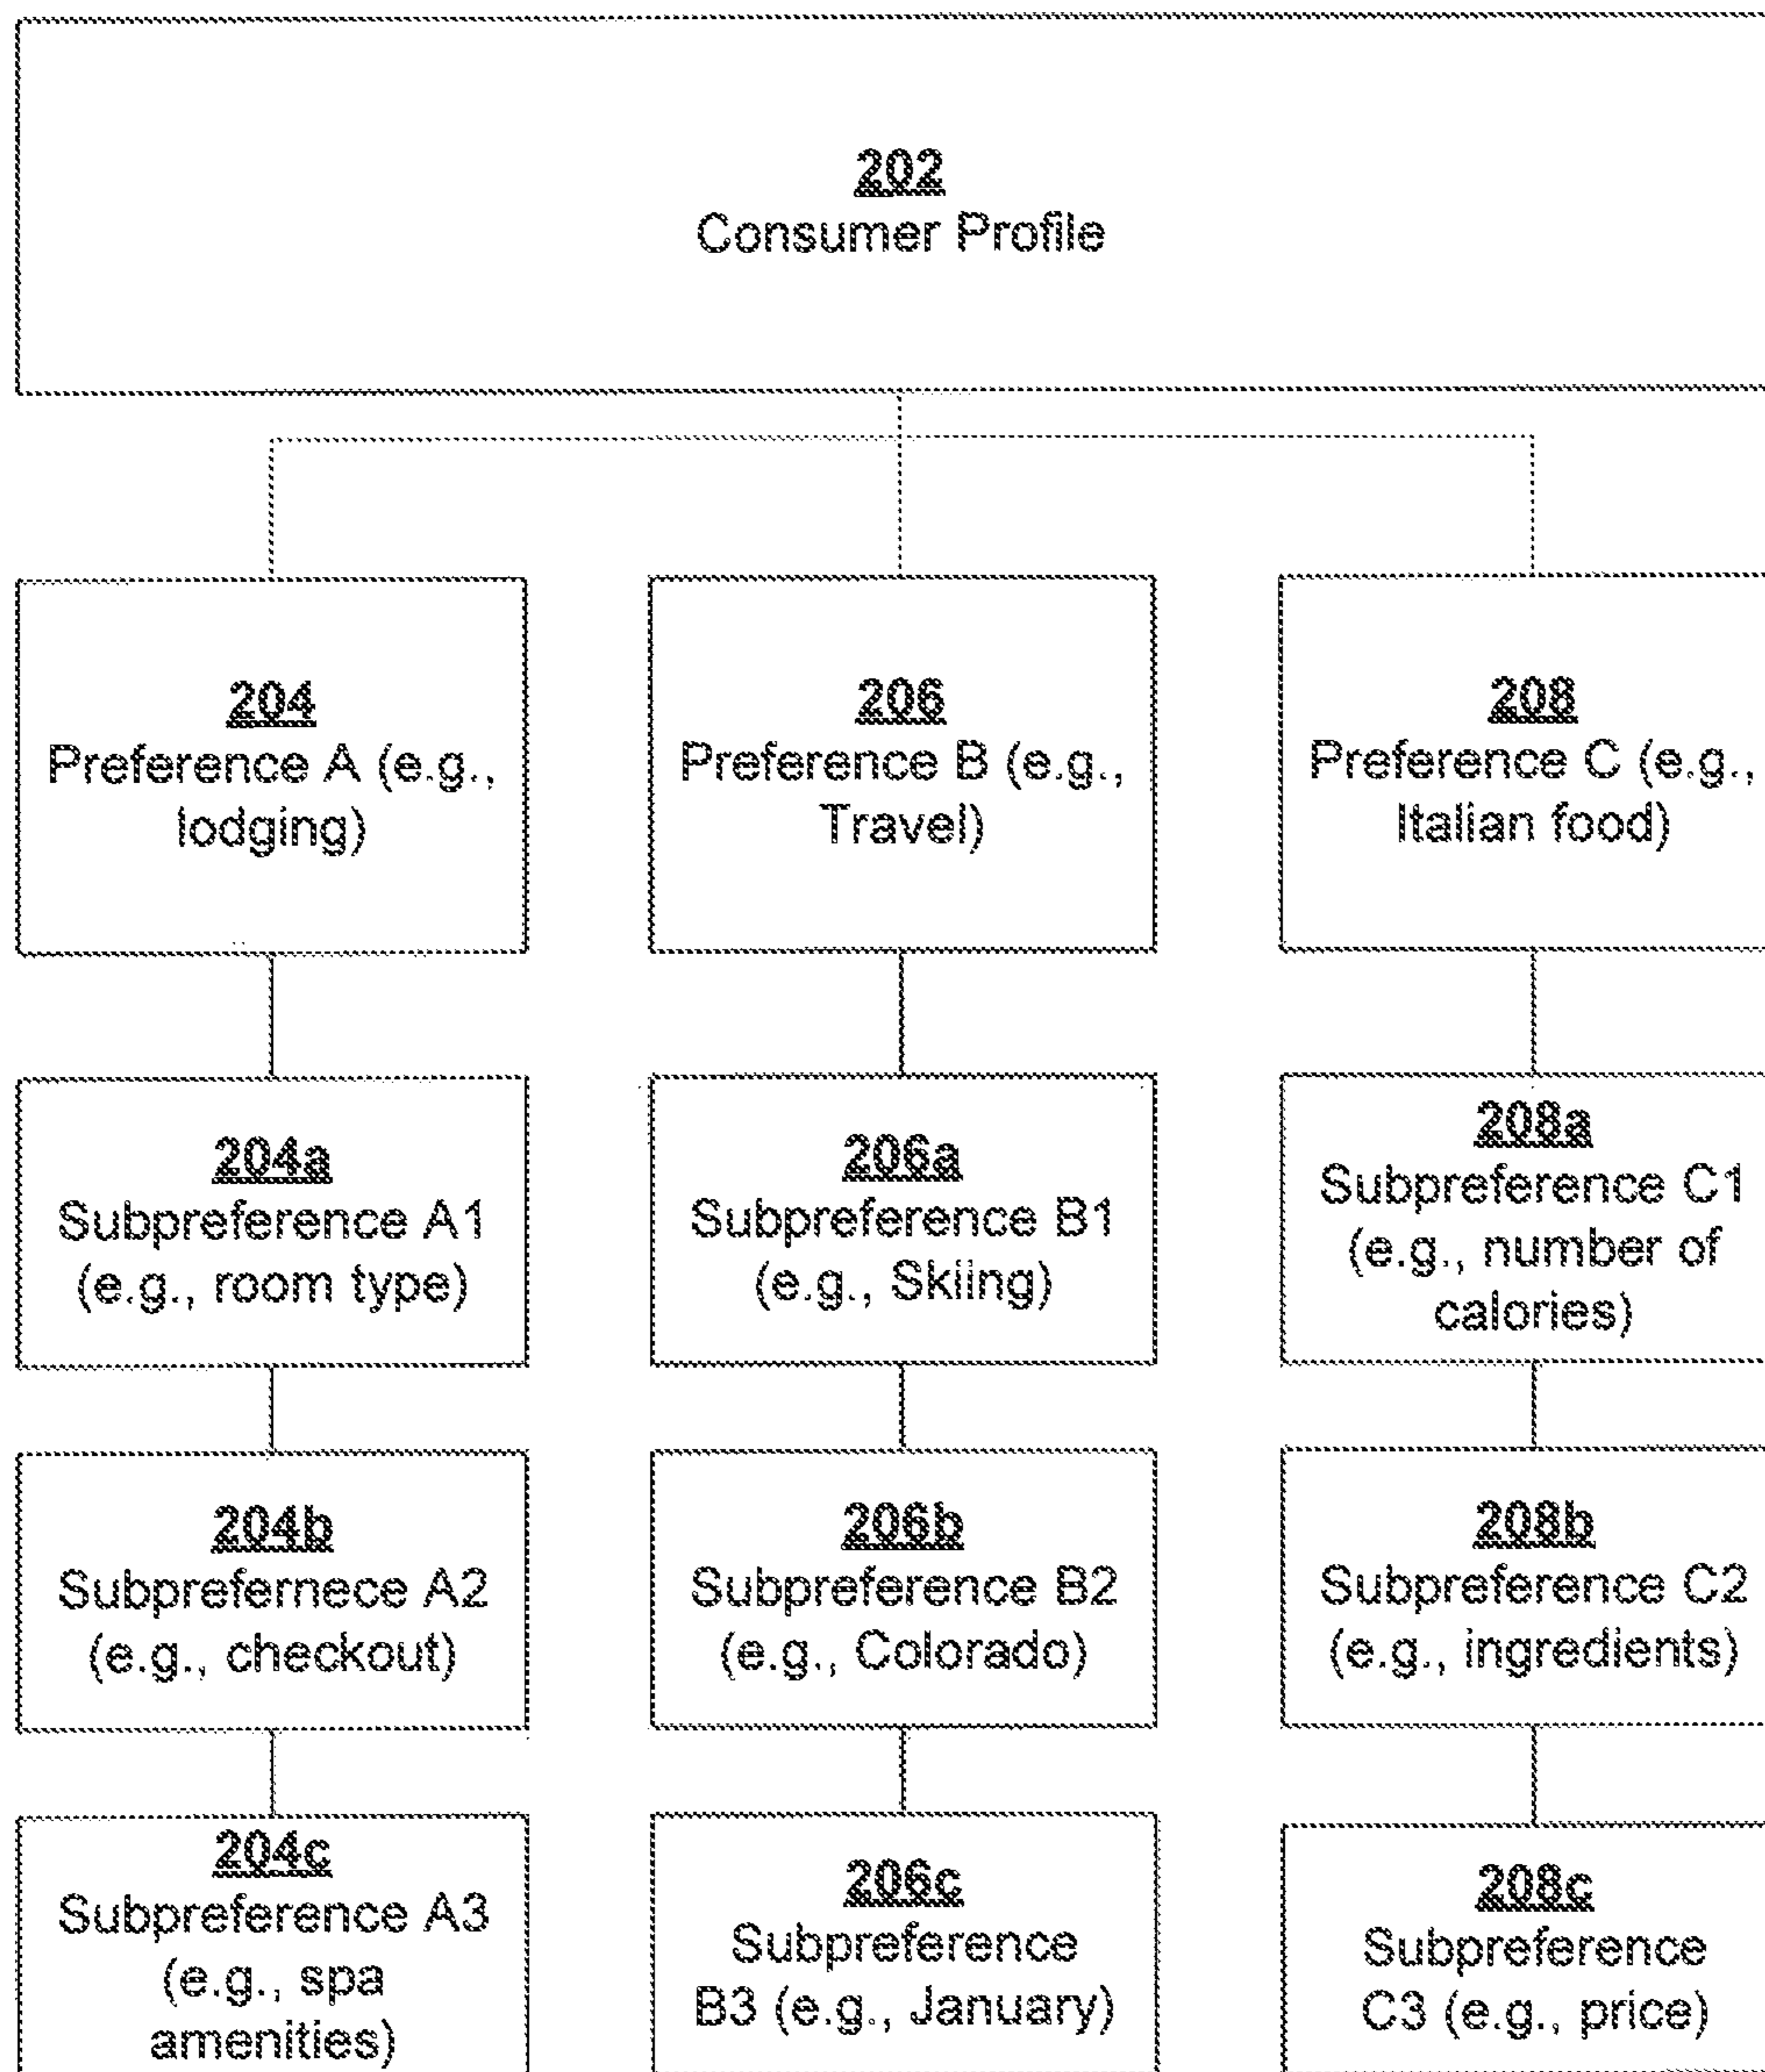 202
Consumer Profile
204
Preference A (e.g.,
lodging)
206
Preference B (e.g.,
Travel)
208
Preference C (e.g.,
Italian food)
204a
Subpreference A1
(e.g., room type)
206a
Subpreference B1
(e.g., Skiing)
208a
Subpreference C1
(e.g., number of
calories)
204b
Subprefernece A2
(e.g., checkout)
206b
Subpreference B2
(e.g., Colorado)
208b
Subpreference C2
(e.g., ingredients)
204c
Subpreference A3
(e.g., spa
amenities)
206c
Subpreference
B3 (e.g., January)
208c
Subpreference
C3 (e.g., price)